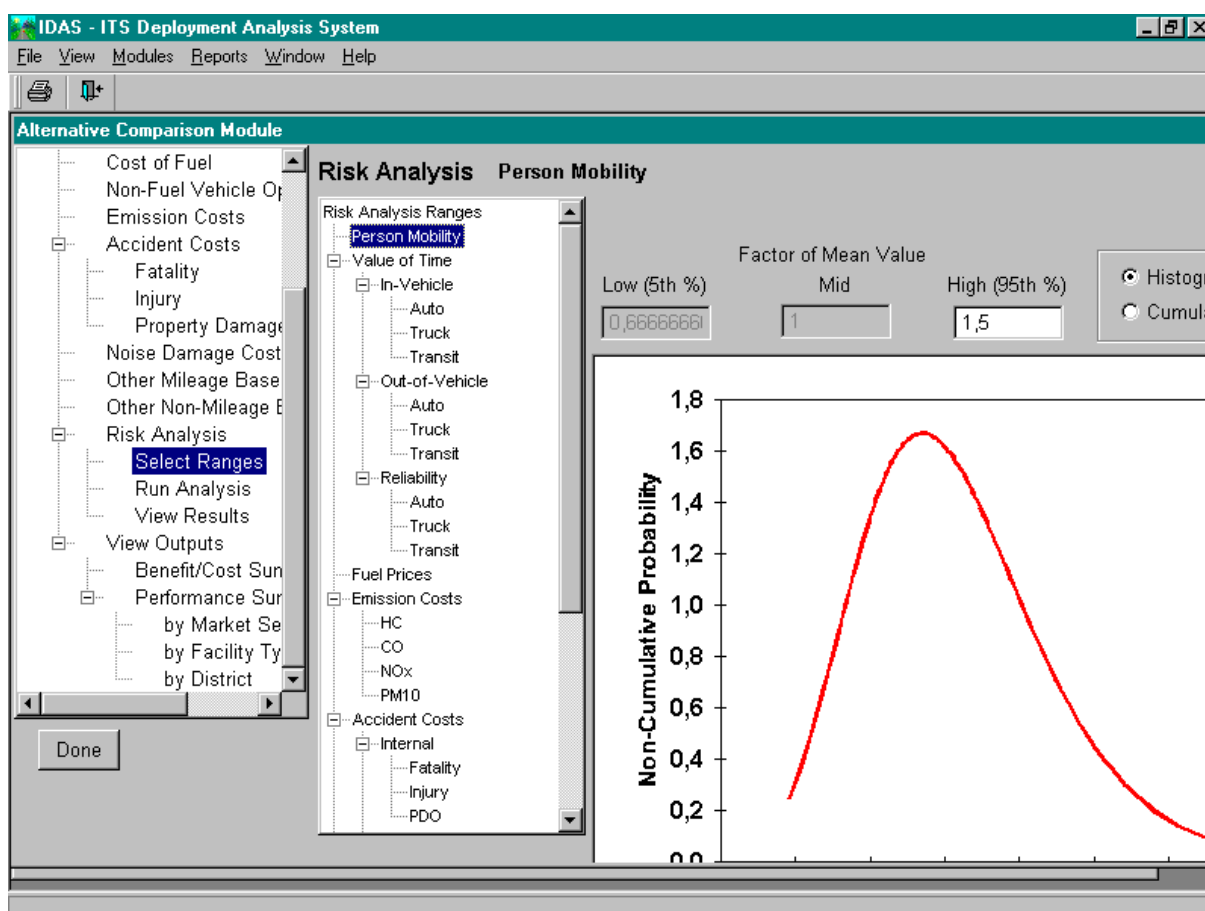 IDAS - ITS Deployment Analysis System
File View Modules Reports Window Help
Alternative Comparison Module
Cost of Fuel
Non-Fuel Vehicle Op
Emission Costs
Accident Costs
Fatality
Injury
Property Damage
Noise Damage Cost
Other Mileage Base
Other Non-Mileage B
Risk Analysis
Select Ranges
Run Analysis
View Results
View Outputs
Benefit/Cost Sum
Performance Sum
by Market Se
by Facility Ty
by District
Done
Risk Analysis Person Mobility
Risk Analysis Ranges
Person Mobility
Value of Time
In-Vehicle
Auto
Truck
Transit
Out-of-Vehicle
Auto
Truck
Transit
Reliability
Auto
Truck
Transit
Fuel Prices
Emission Costs
HC
CO
NOx
PM10
Accident Costs
Internal
Fatality
Injury
PDO
Factor of Mean Value
Low (5th %) Mid High (95th %)
0,6666666 1 1,5
Histogr
Cumula
Non-Cumulative Probability
1,8
1,6
1,4
1,2
1,0
0,8
0,6
0,4
0,2
0,0